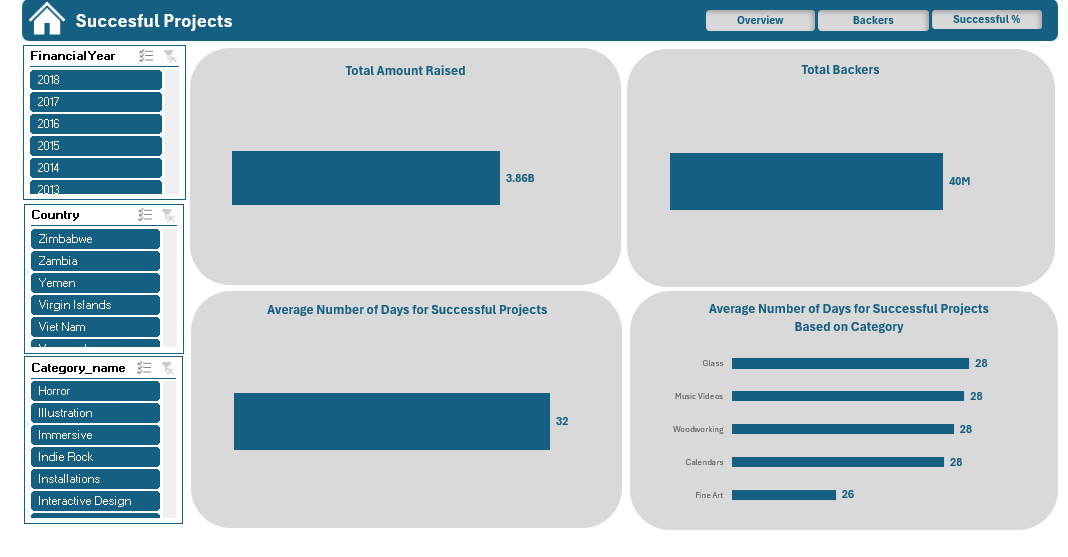 Succesful Projects
Overview
Backers
Successful %
FinancialYear
2018
2017
2016
2015
2014
2013
Country
Zimbabwe
Zambia
Yemen
Virgin Islands
Viet Nam
Category_name
Horror
Illustration
Immersive
Indie Rock
Installations
Interactive Design
Total Amount Raised
3.86B
Total Backers
40M
Average Number of Days for Successful Projects
32
Average Number of Days for Successful Projects
Based on Category
Glass 28
Music Videos 28
Woodworking 28
Calendars 28
Fine Art 26